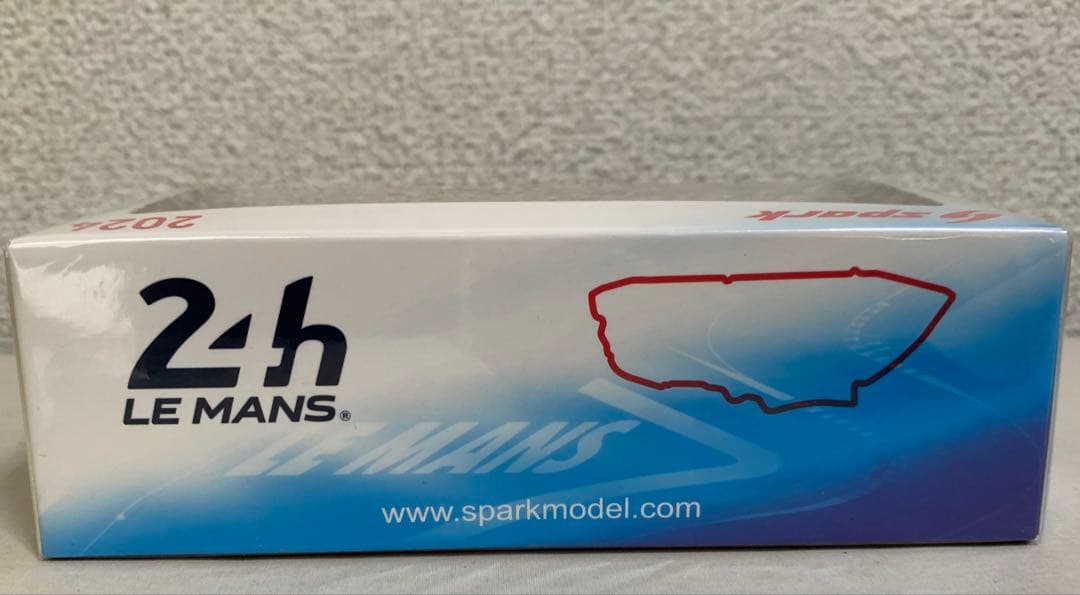 2024
spark
24h
LE MANS®
LE MANS
www.sparkmodel.com